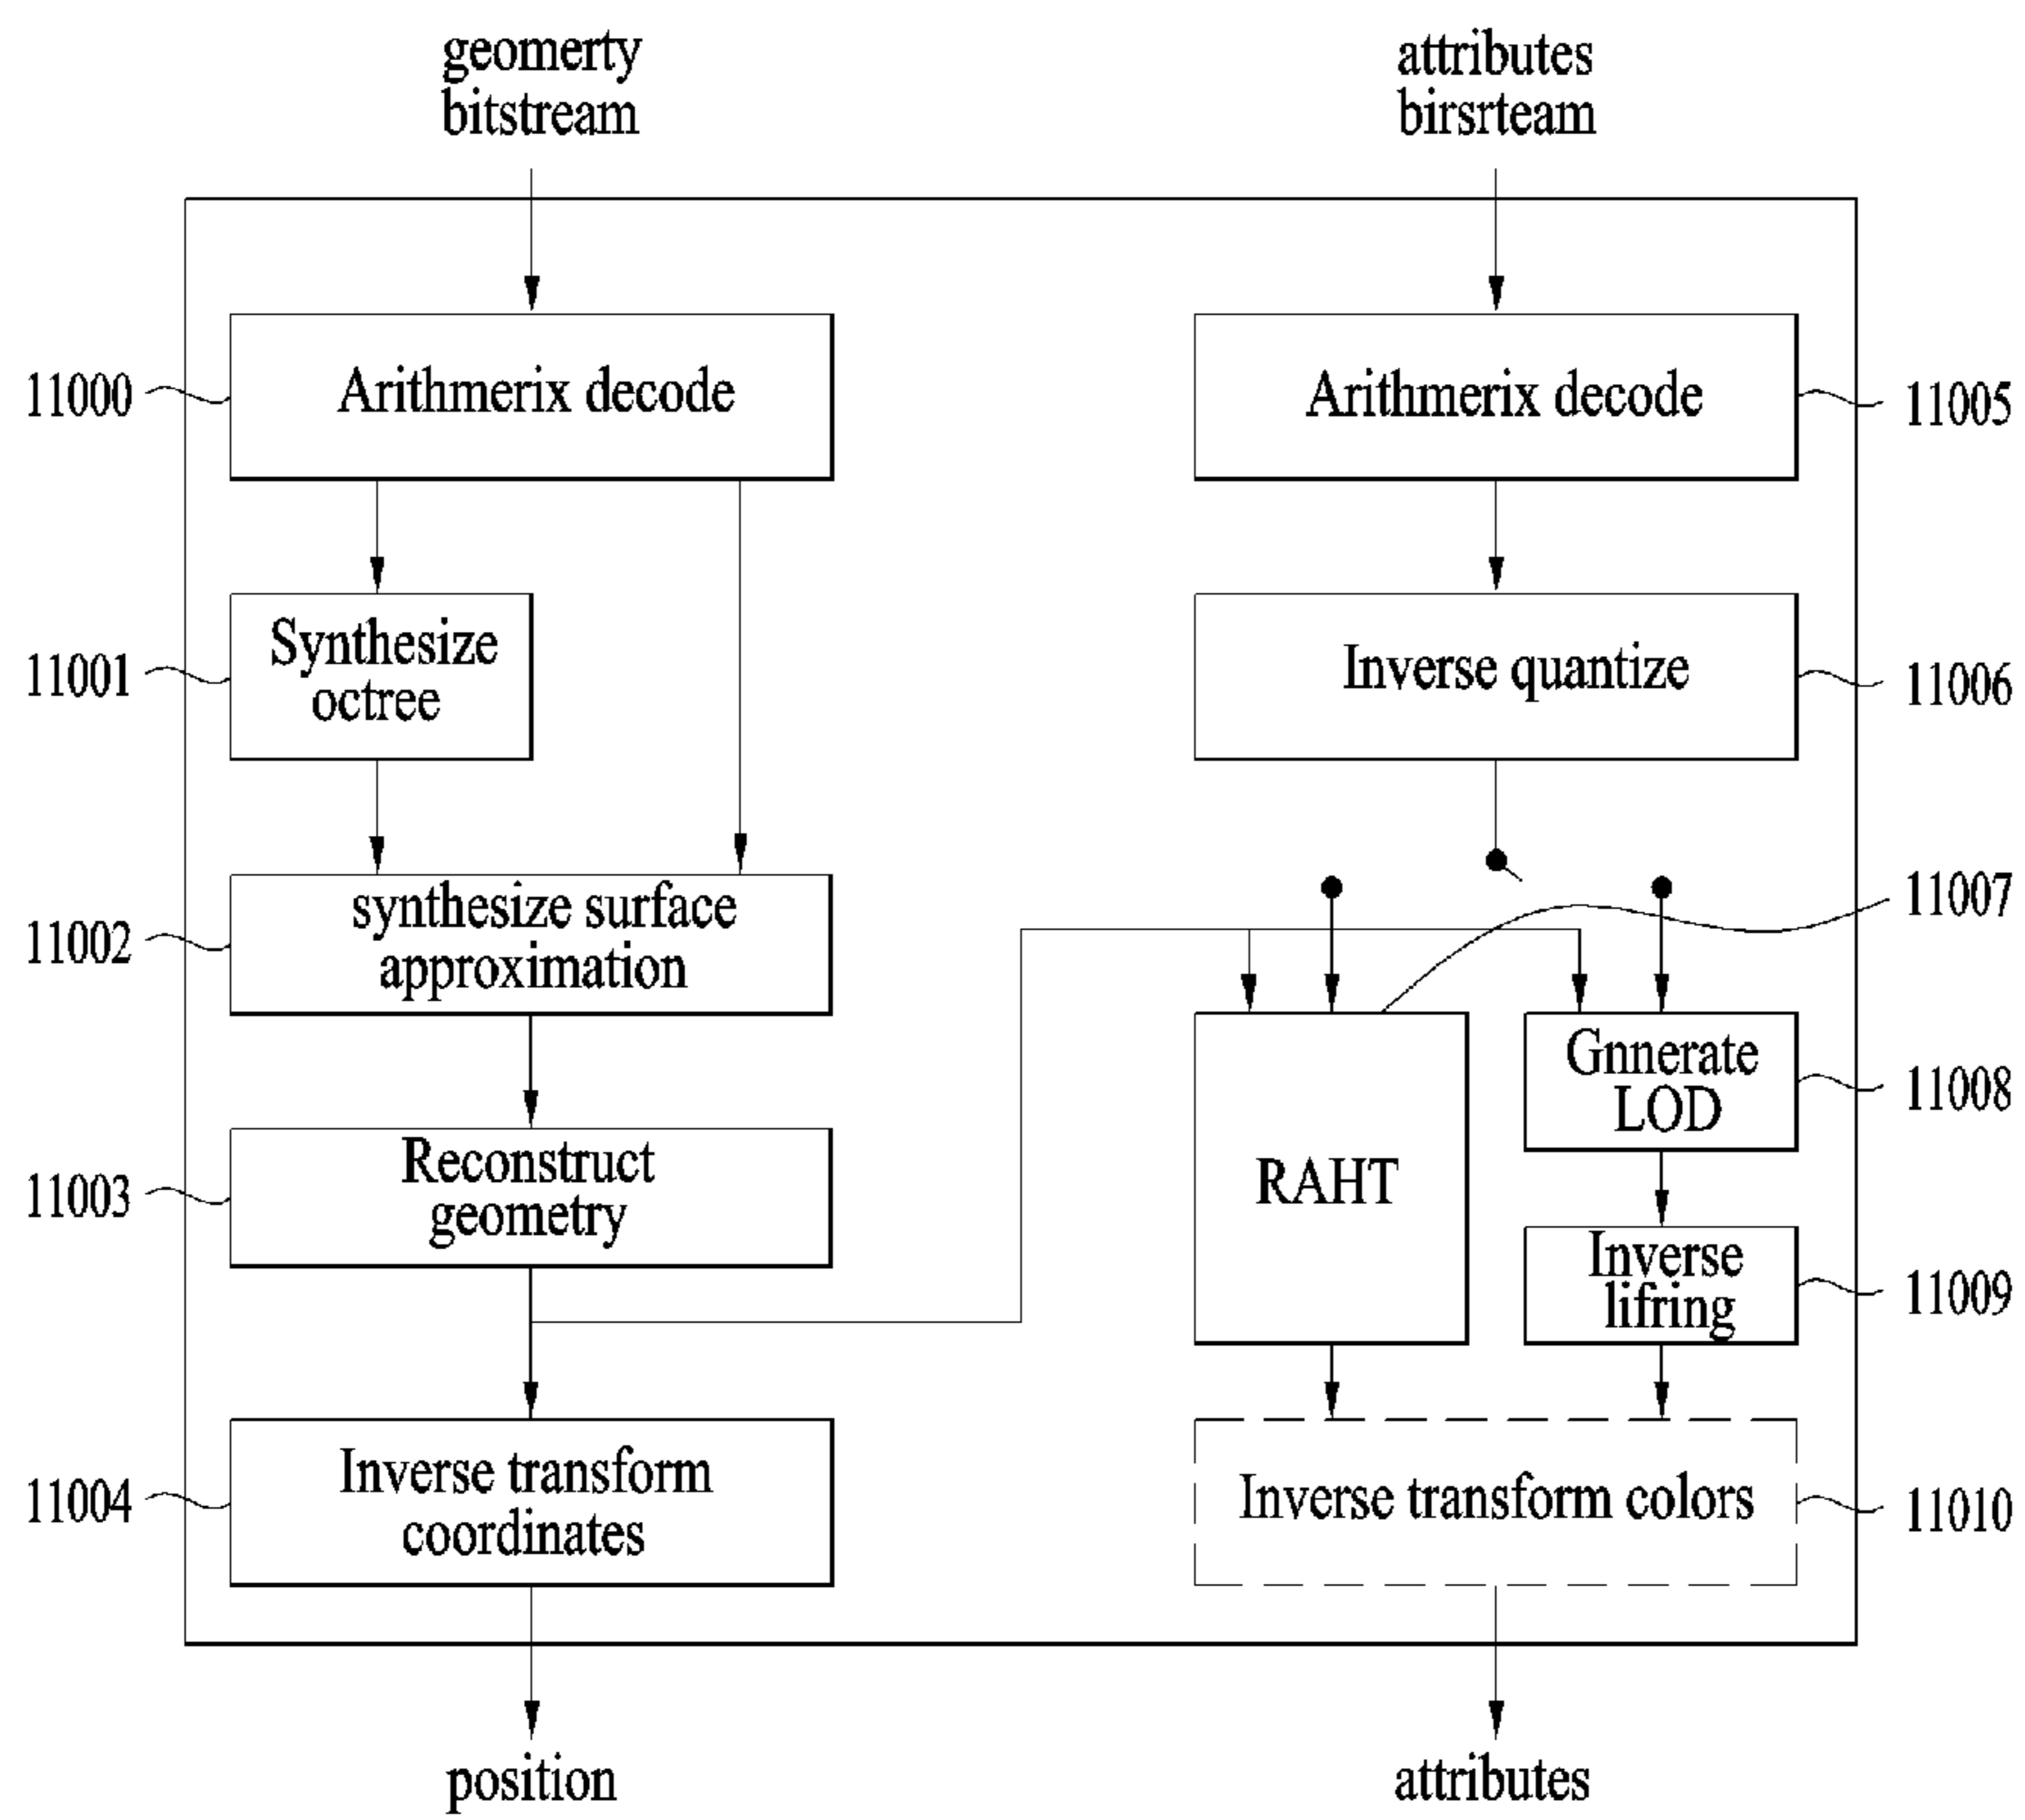 geomerty
bitstream
attributes
birsrteam
11000
Arithmerix decode
Arithmerix decode
11005
11001
Synthesize
octree
Inverse quantize
11006
11002
synthesize surface
approximation
11007
11003
Reconstruct
geometry
RAHT
Gnnerate
LOD
11008
Inverse
lifring
11009
11004
Inverse transform
coordinates
Inverse transform colors
11010
position
attributes